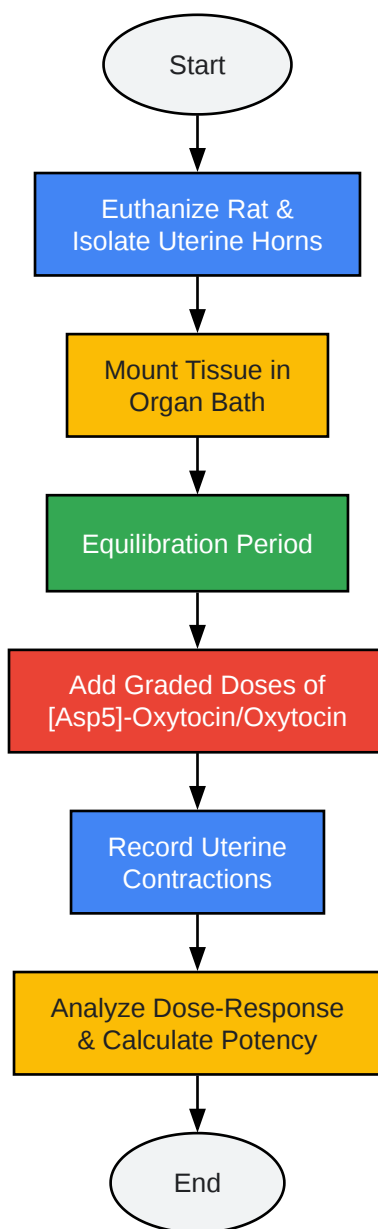 Start
Euthanize Rat &
Isolate Uterine Horns
Mount Tissue in
Organ Bath
Equilibration Period
Add Graded Doses of
[Asp5]-Oxytocin/Oxytocin
Record Uterine
Contractions
Analyze Dose-Response
& Calculate Potency
End